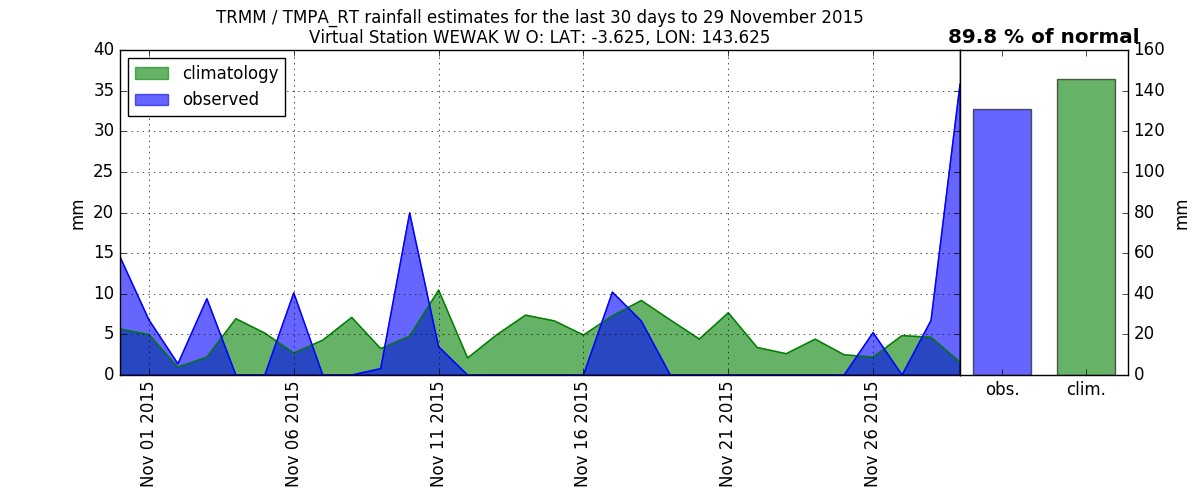 TRMM / TMPA_RT rainfall estimates for the last 30 days to 29 November 2015
Virtual Station WEWAK W O: LAT: -3.625, LON: 143.625
89.8 % of normal
climatology
observed
40
35
30
25
20
15
10
5
0
mm
Nov 01 2015
Nov 06 2015
Nov 11 2015
Nov 16 2015
Nov 21 2015
Nov 26 2015
160
140
120
100
80
60
40
20
0
mm
obs.
clim.